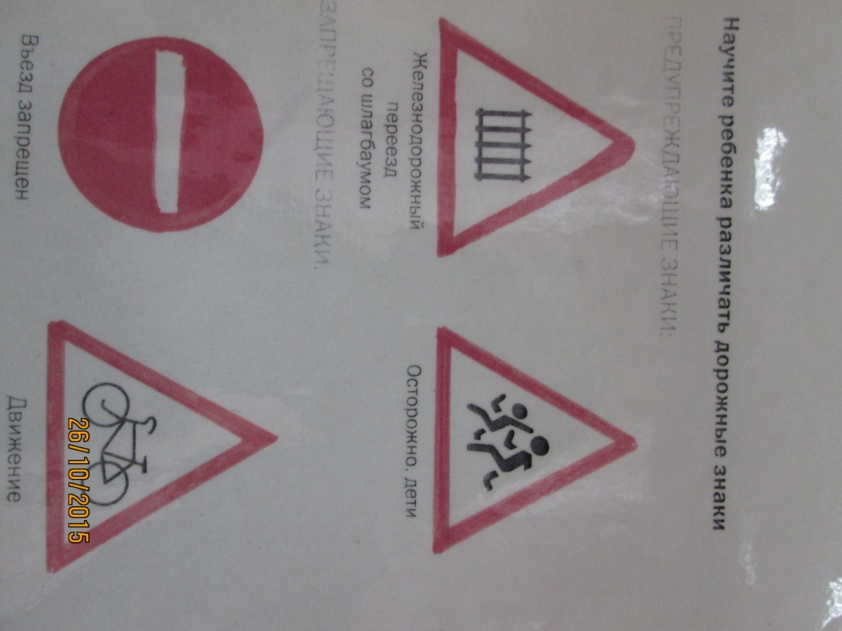 Научите ребенка различать дорожные знаки
ПРЕДУПРЕЖДАЮЩИЕ ЗНАКИ:
Железнодорожный
переезд
со шлагбаумом
Осторожно, дети
ЗАПРЕЩАЮЩИЕ ЗНАКИ:
Въезд запрещен
Движение
26/10/2015